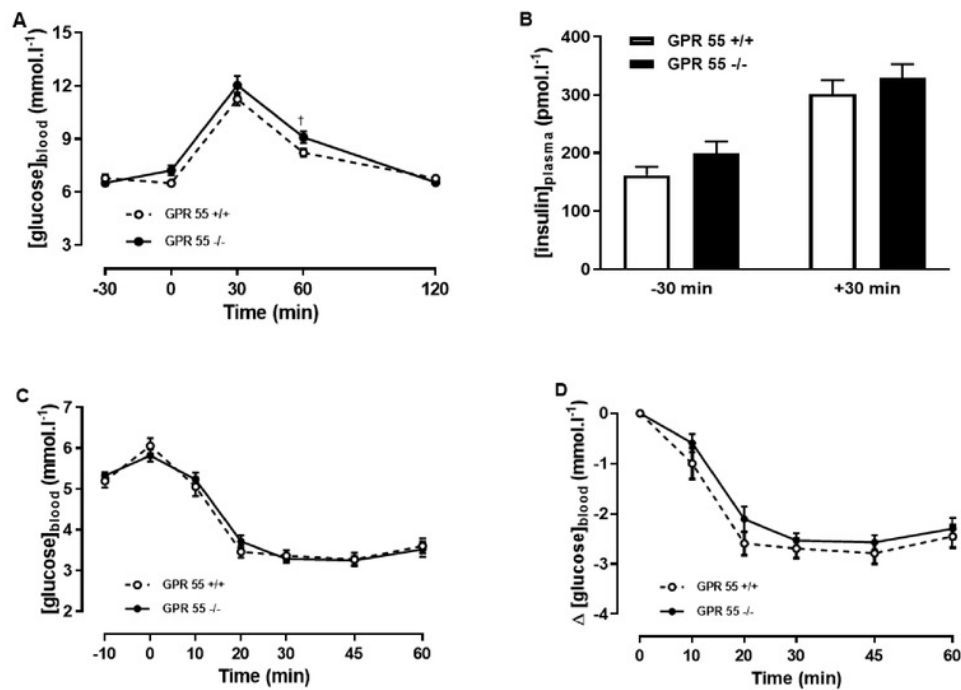 A
[glucose]blood (mmol.l-1)
15
12
9
6
3
†
GPR 55 +/+
GPR 55 -/-
-30 0 30 60 120
Time (min)
B
[insulin]plasma (pmol.l-1)
400
300
200
100
0
GPR 55 +/+
GPR 55 -/-
-30 min +30 min
C
[glucose]blood (mmol.l-1)
7
6
5
4
3
2
GPR 55 +/+
GPR 55 -/-
-10 0 10 20 30 45 60
Time (min)
D
Δ [glucose]blood (mmol.l-1)
0
-1
-2
-3
-4
GPR 55 +/+
GPR 55 -/-
0 10 20 30 45 60
Time (min)